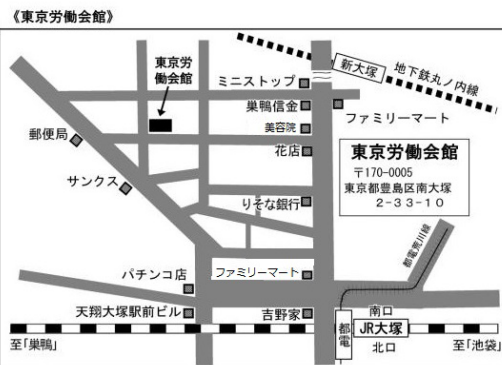 《東京労働会館》
東京労
働会館
ミニストップ
新大塚
地下鉄丸ノ内線
巣鴨信金
ファミリーマート
美容院
郵便局
花店
東京労働会館
〒170-0005
東京都豊島区南大塚
2-33-10
サンクス
りそな銀行
都電荒川線
パチンコ店
ファミリーマート
天翔大塚駅前ビル
吉野家
南口
都電
JR大塚
至「巣鴨」
北口
至「池袋」